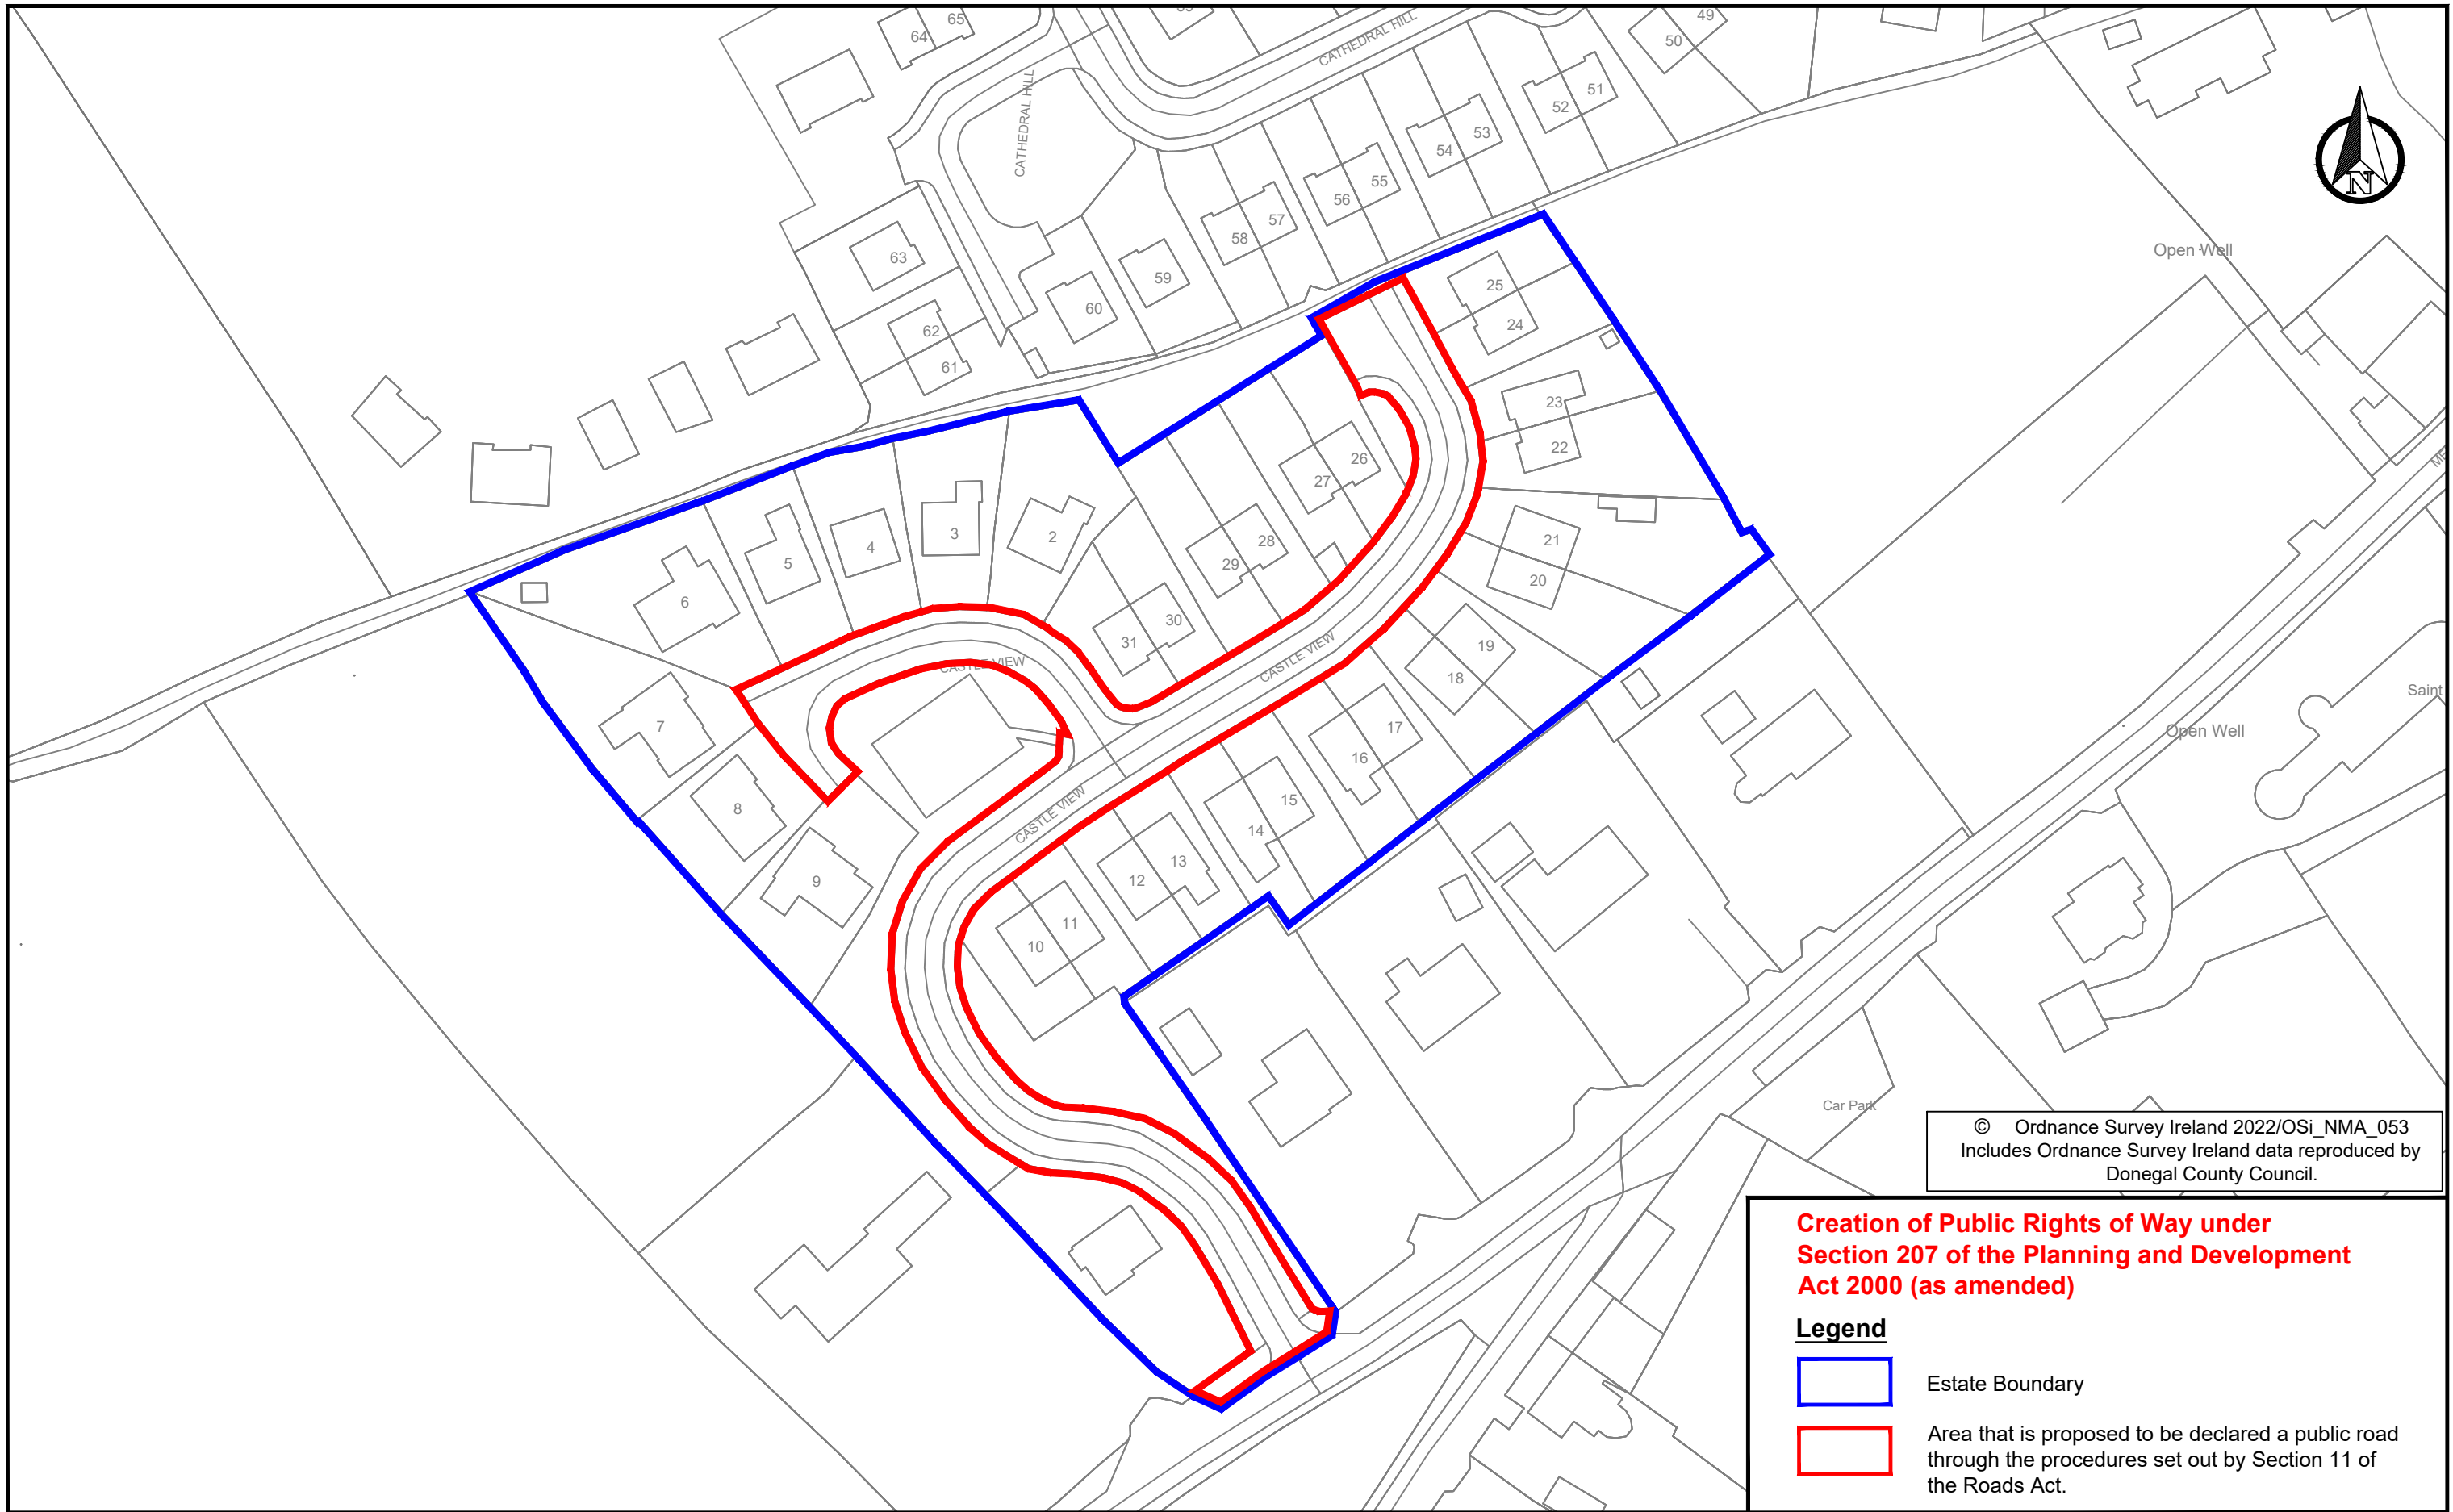 65
64
49
50
CATHEDRAL HILL
CATHEDRAL HILL
51
52
53
54
55
56
57
58
59
60
61
62
63
N
Open Well
25
24
23
22
21
20
19
18
17
16
15
14
13
12
11
10
26
27
28
29
30
31
2
3
4
5
6
7
8
9
CASTLE VIEW
CASTLE VIEW
CASTLE VIEW
Saint
Open Well
Car Park
© Ordnance Survey Ireland 2022/OSi_NMA_053
Includes Ordnance Survey Ireland data reproduced by
Donegal County Council.
Creation of Public Rights of Way under
Section 207 of the Planning and Development
Act 2000 (as amended)
Legend
Estate Boundary
Area that is proposed to be declared a public road
through the procedures set out by Section 11 of
the Roads Act.